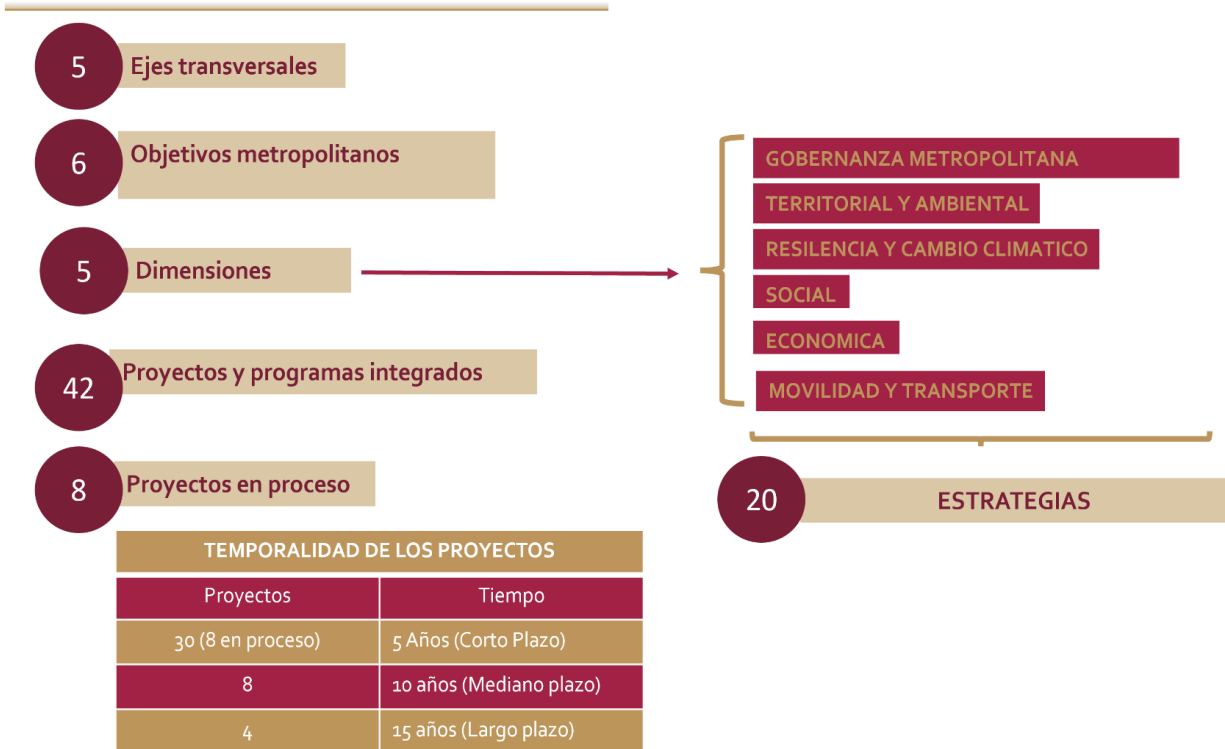 5
Ejes transversales
6
Objetivos metropolitanos
5
Dimensiones
42
Proyectos y programas integrados
8
Proyectos en proceso
TEMPORALIDAD DE LOS PROYECTOS
Proyectos Tiempo
30 (8 en proceso) 5 Años (Corto Plazo)
8 10 años (Mediano plazo)
4 15 años (Largo plazo)
GOBERNANZA METROPOLITANA
TERRITORIAL Y AMBIENTAL
RESILENCIA Y CAMBIO CLIMATICO
SOCIAL
ECONOMICA
MOVILIDAD Y TRANSPORTE
20
ESTRATEGIAS